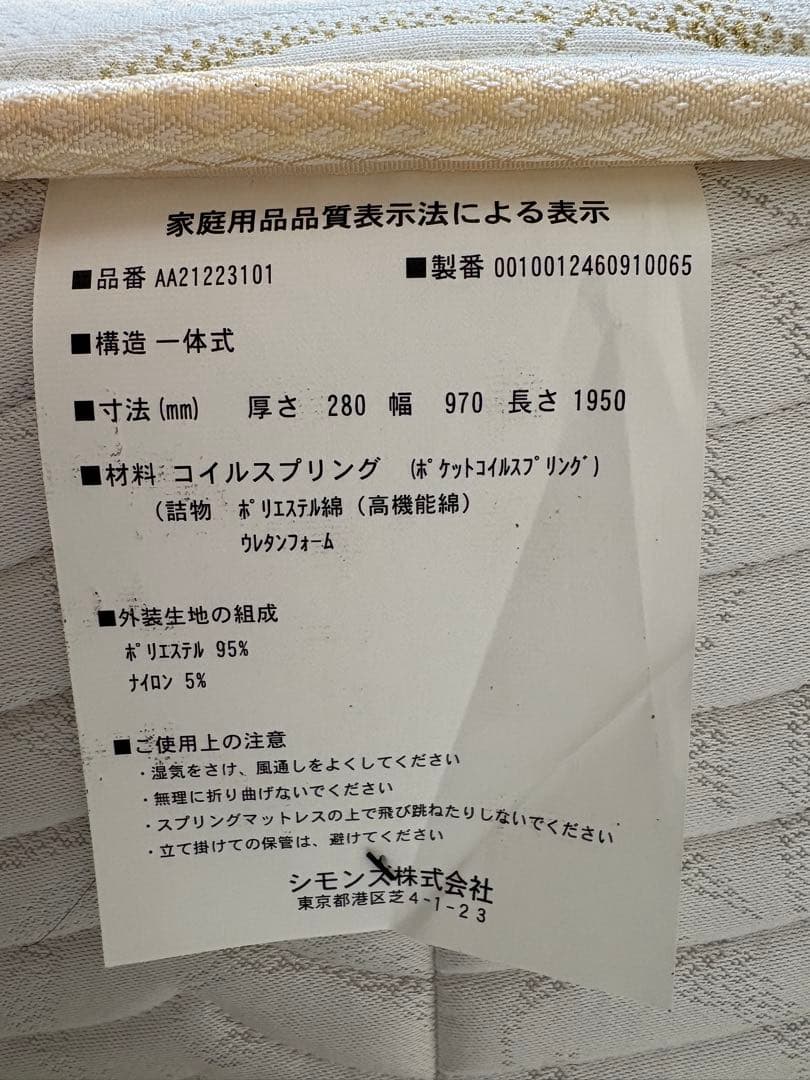 家庭用品品質表示法による表示
■品番 AA21223101 ■製番 0010012460910065
■構造 一体式
■寸法(mm) 厚さ 280 幅 970 長さ 1950
■材料 コイルスプリング (ﾎﾟｹｯﾄｺｲﾙｽﾌﾟﾘﾝｸﾞ)
(詰物 ﾎﾟﾘｴｽﾃﾙ綿(高機能綿)
ｳﾚﾀﾝﾌｫｰﾑ
■外装生地の組成
ﾎﾟﾘｴｽﾃﾙ 95%
ﾅｲﾛﾝ 5%
■ご使用上の注意
・湿気をさけ、風通しをよくしてください
・無理に折り曲げないでください
・スプリングマットレスの上で飛び跳ねたりしないでください
・立て掛けての保管は、避けてください
シモンズ株式会社
東京都港区芝4-1-23